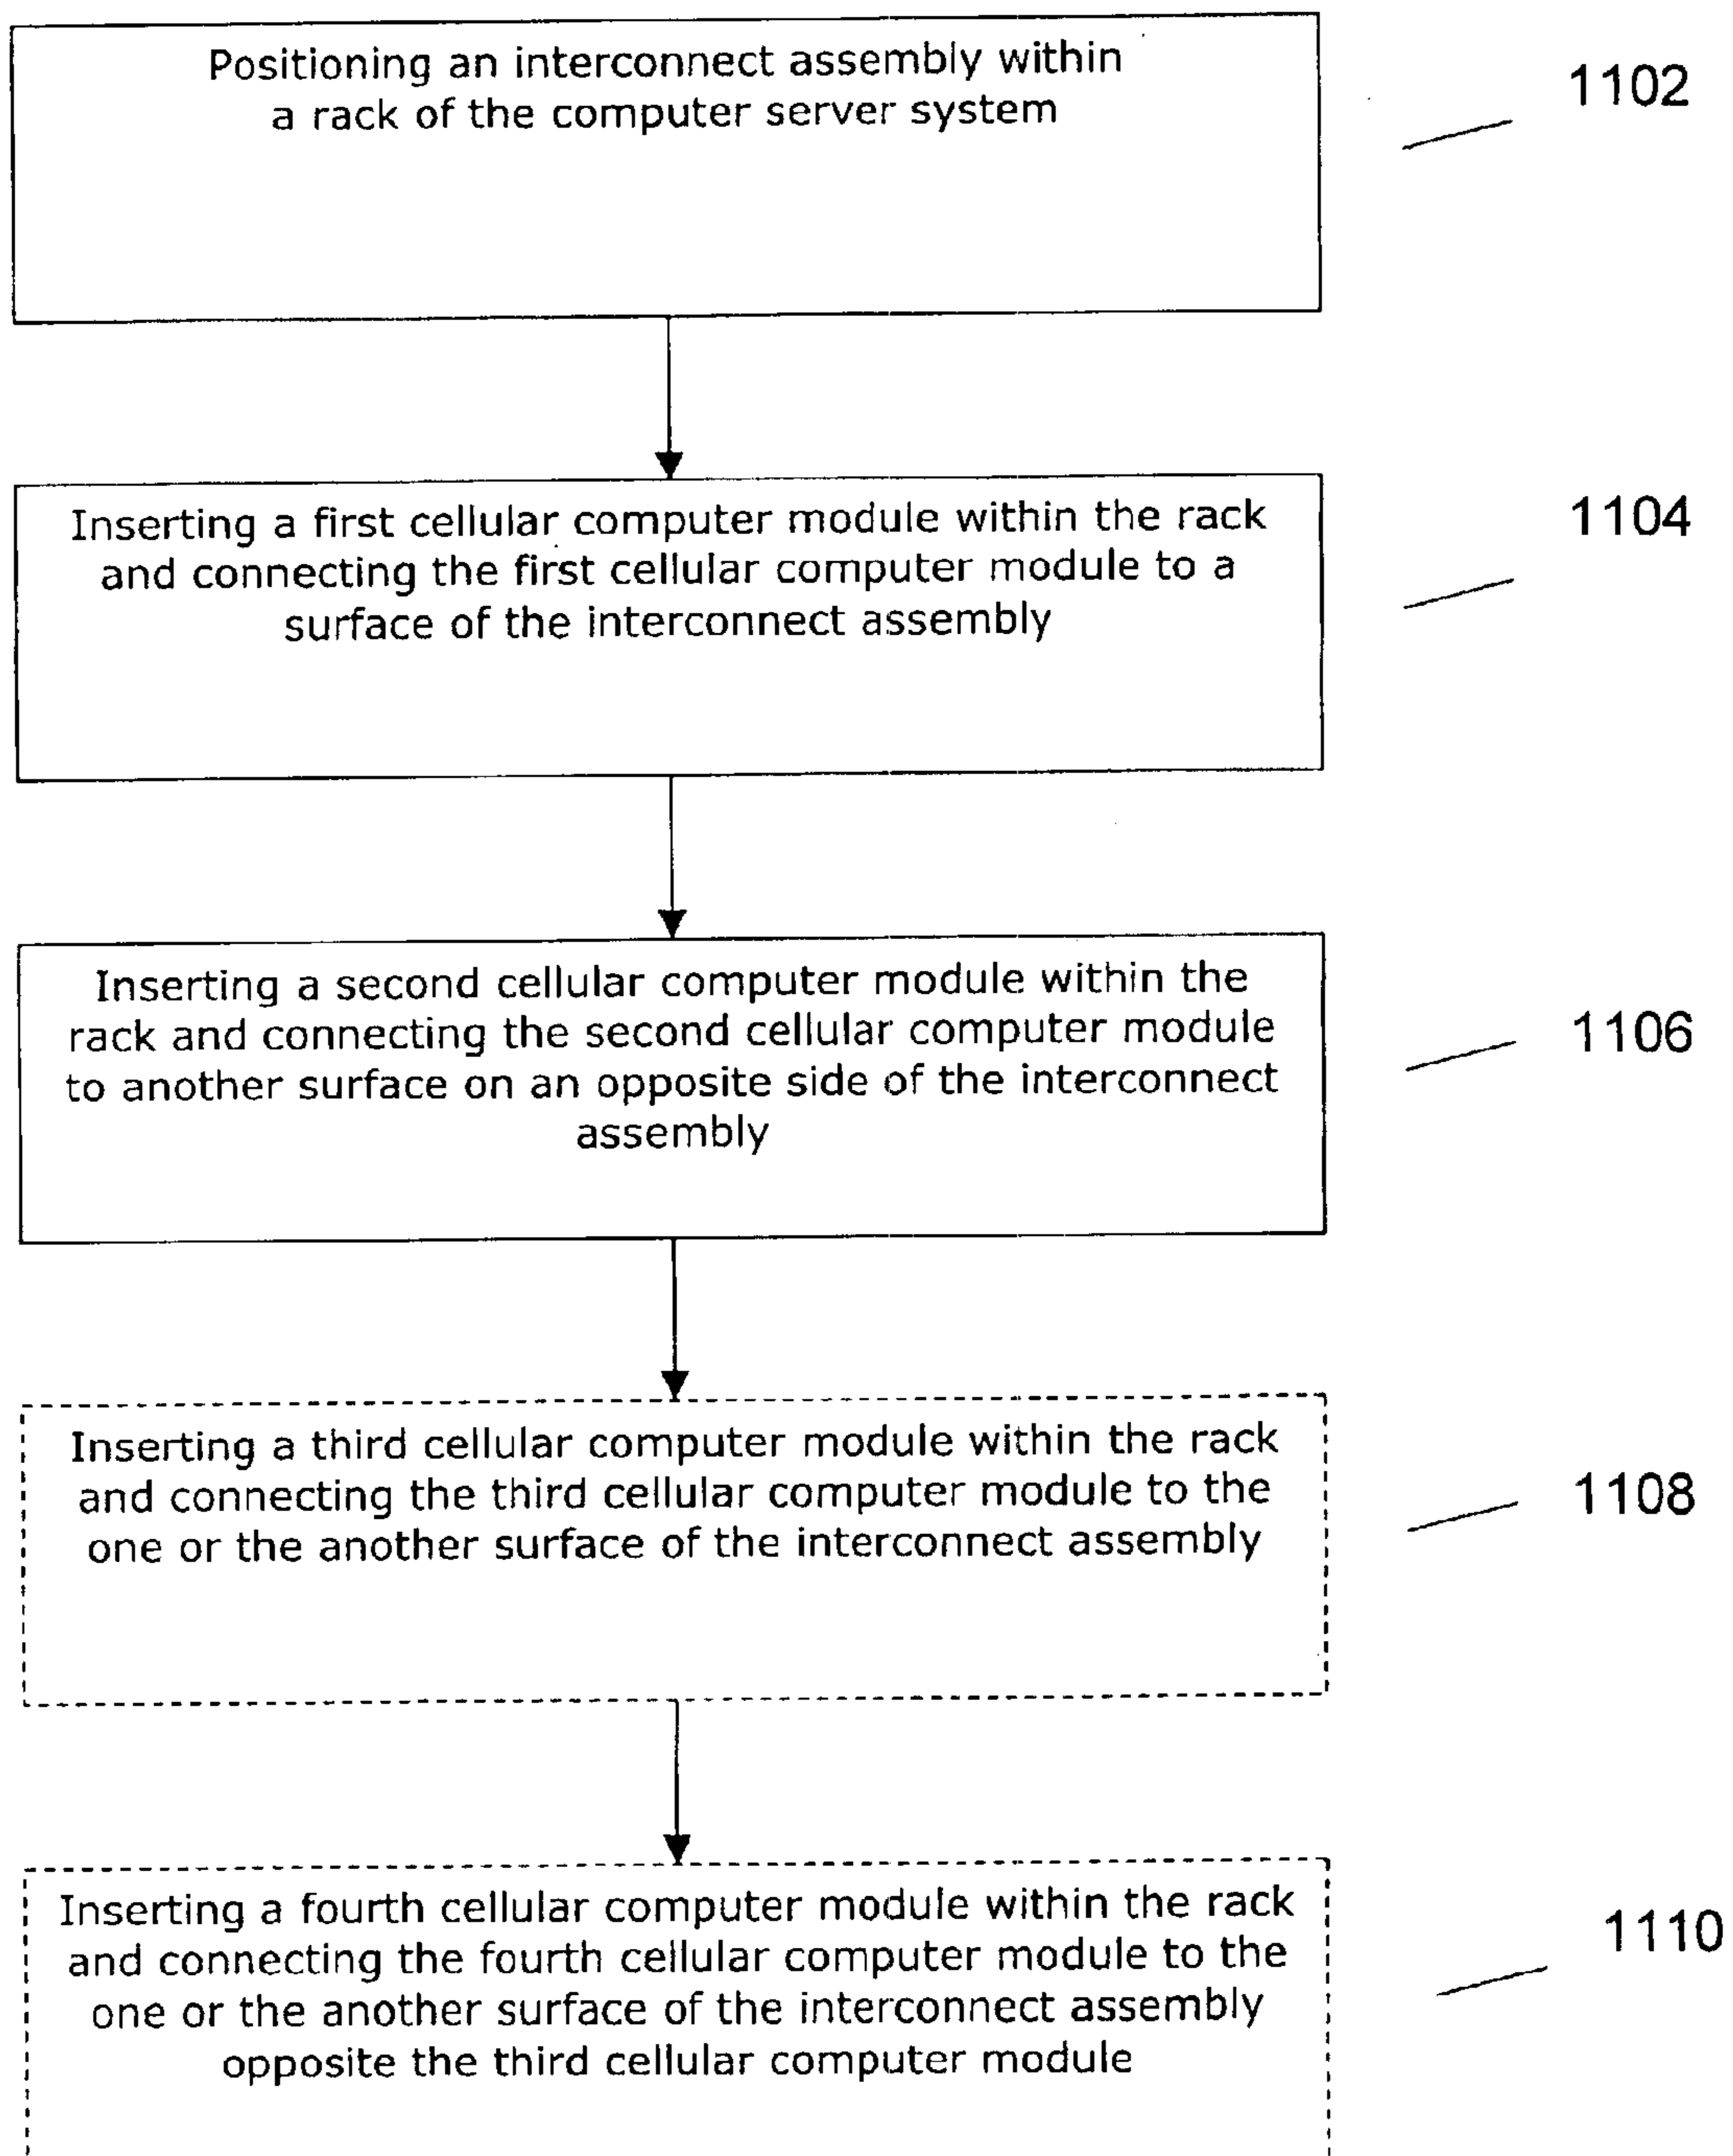 Positioning an interconnect assembly within
a rack of the computer server system
1102
Inserting a first cellular computer module within the rack
and connecting the first cellular computer module to a
surface of the interconnect assembly
1104
Inserting a second cellular computer module within the
rack and connecting the second cellular computer module
to another surface on an opposite side of the interconnect
assembly
1106
Inserting a third cellular computer module within the rack
and connecting the third cellular computer module to the
one or the another surface of the interconnect assembly
1108
Inserting a fourth cellular computer module within the rack
and connecting the fourth cellular computer module to the
one or the another surface of the interconnect assembly
opposite the third cellular computer module
1110